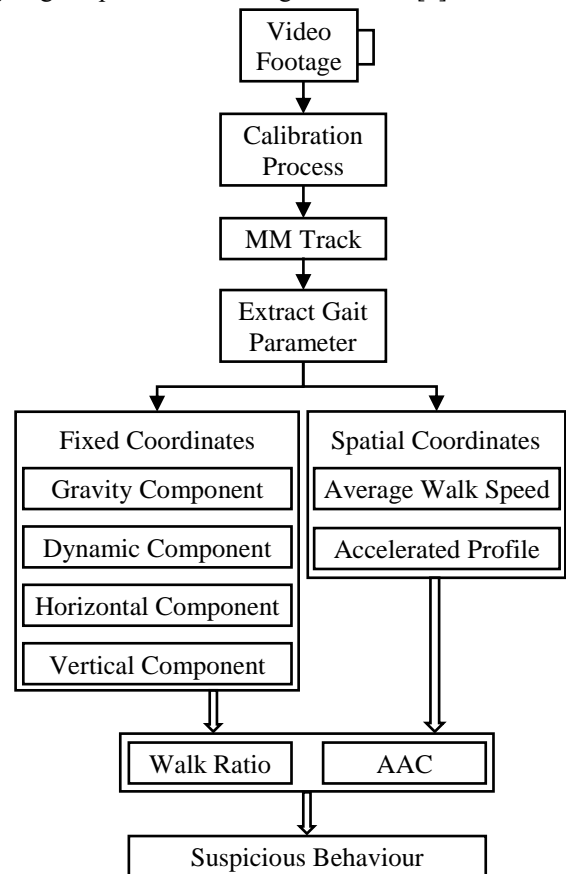 Video
Footage
Calibration
Process
MM Track
Extract Gait
Parameter
Fixed Coordinates
Gravity Component
Dynamic Component
Horizontal Component
Vertical Component
Spatial Coordinates
Average Walk Speed
Accelerated Profile
Walk Ratio
AAC
Suspicious Behaviour